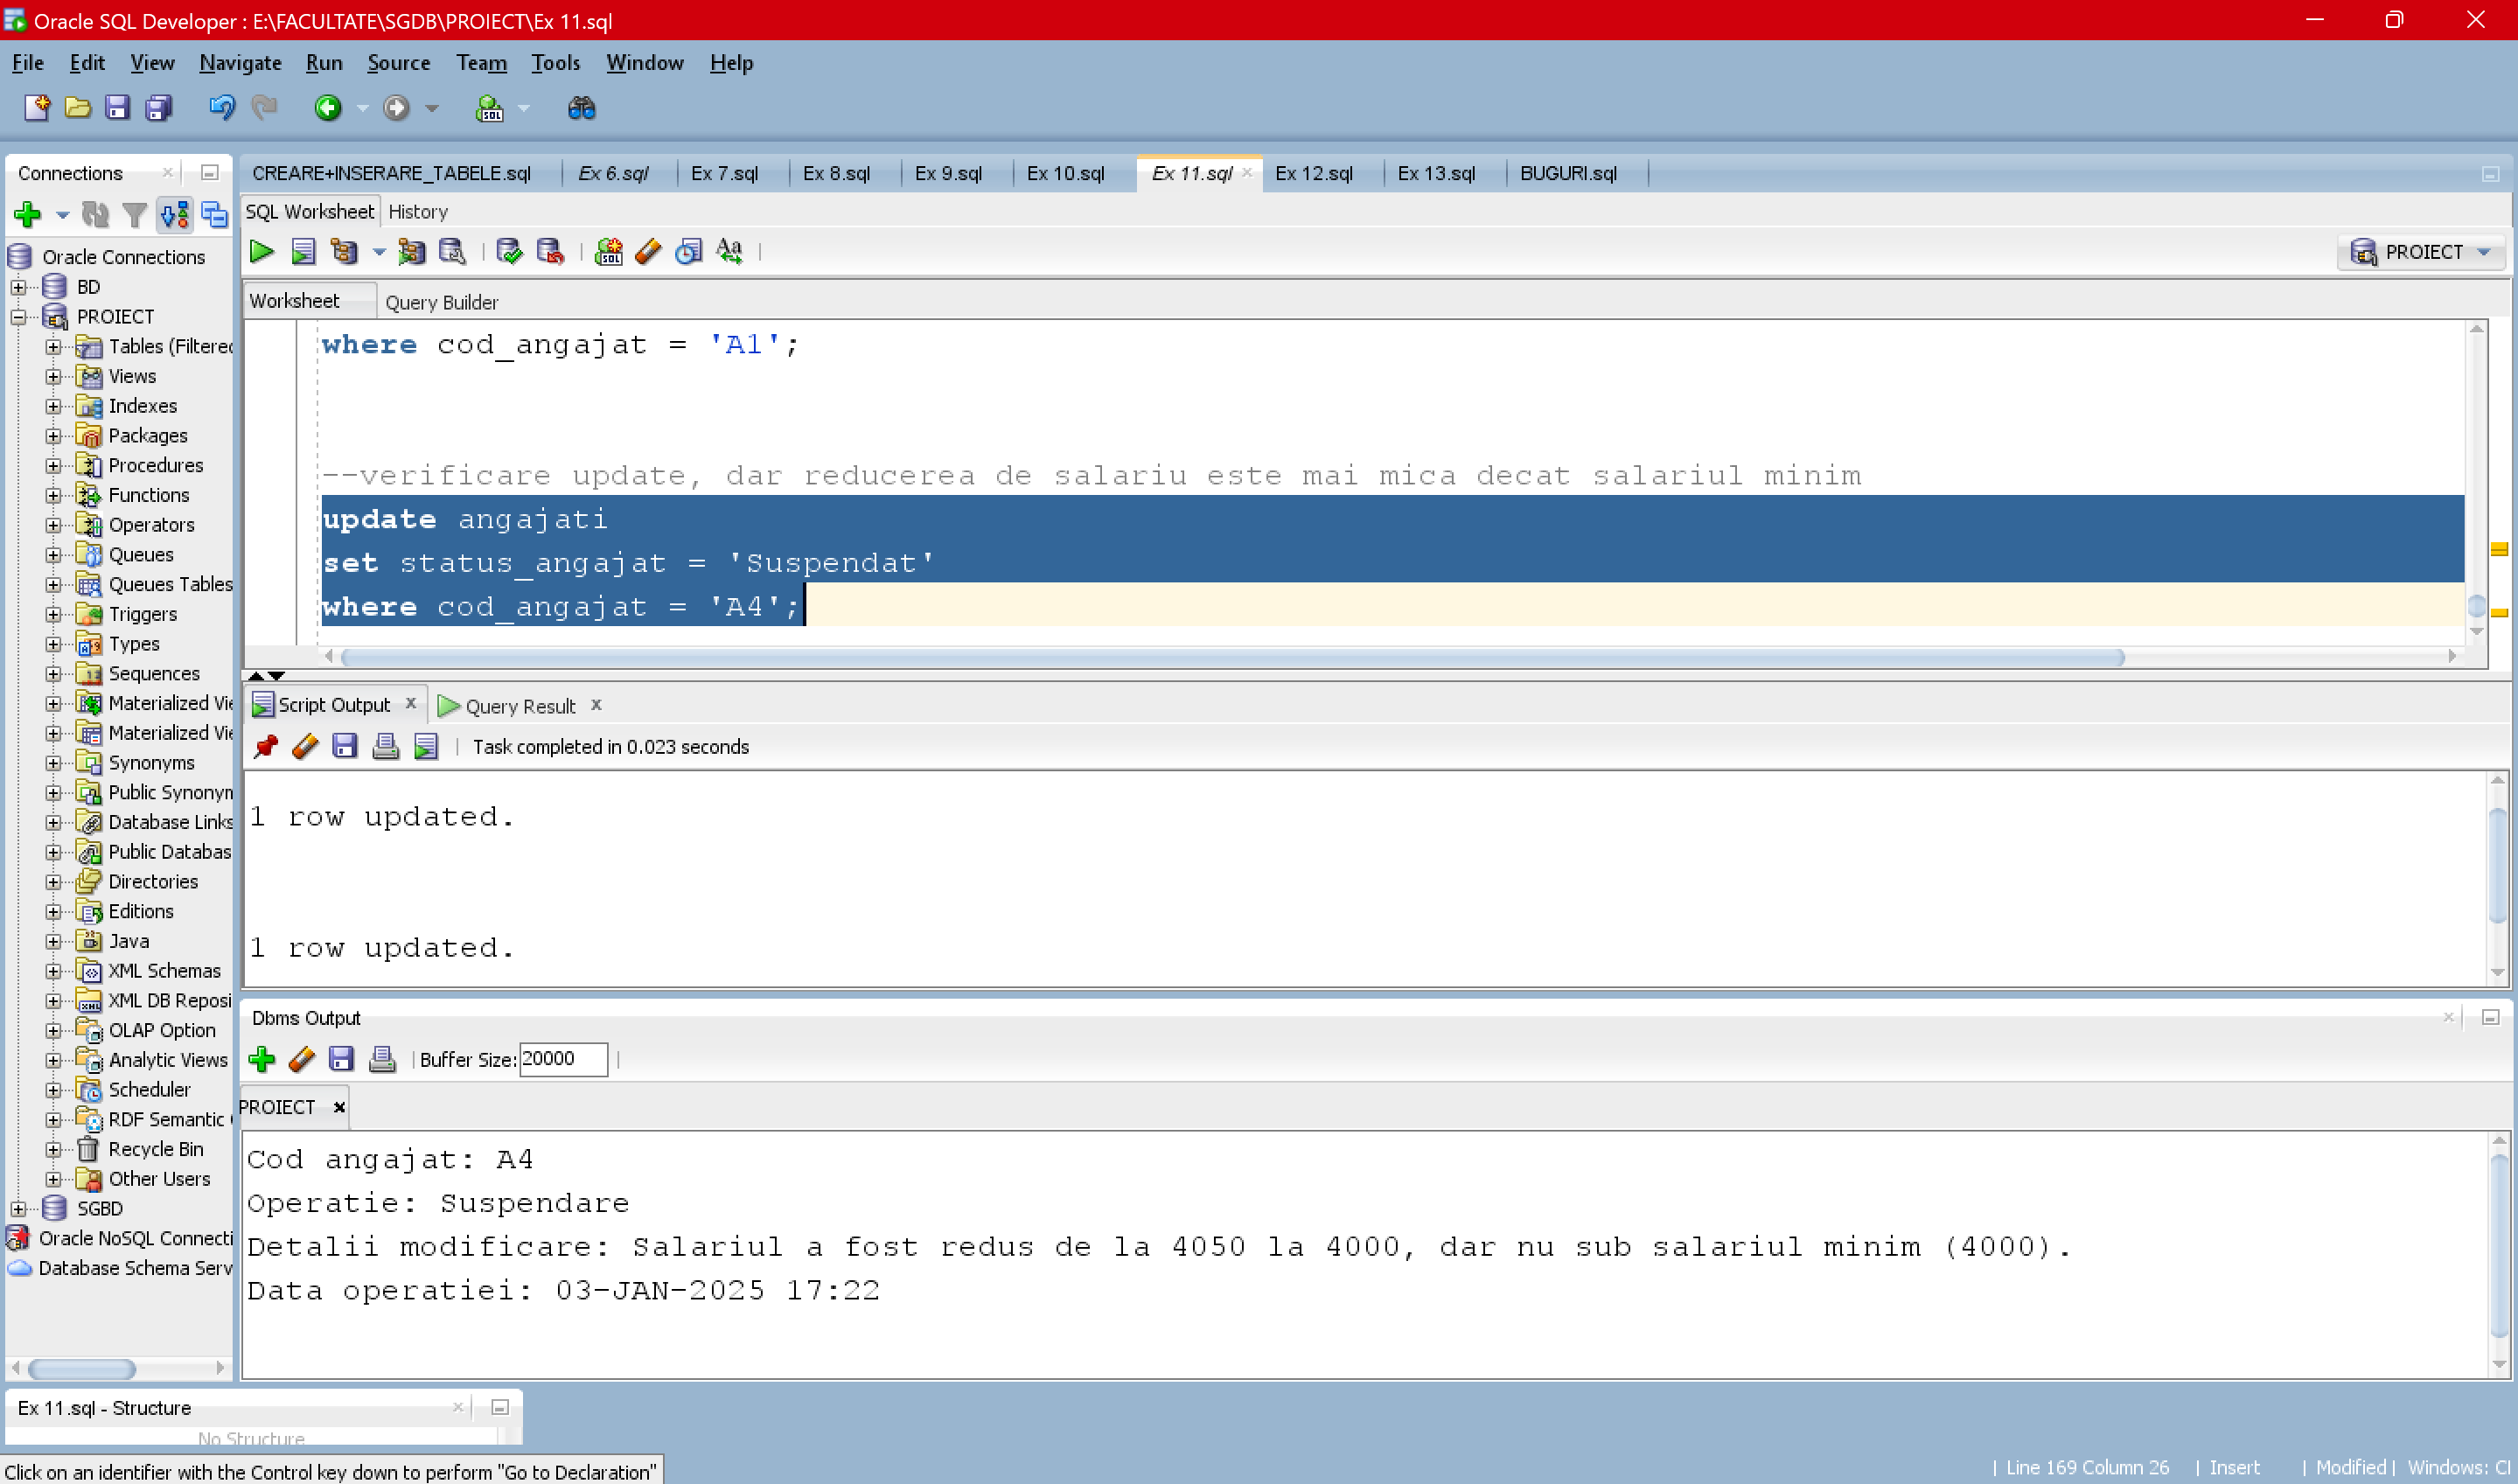 Oracle SQL Developer : E:\FACULTATE\SGDB\PROIECT\Ex 11.sql
File Edit View Navigate Run Source Team Tools Window Help
Connections
CREARE+INSERARE_TABELE.sql Ex 6.sql Ex 7.sql Ex 8.sql Ex 9.sql Ex 10.sql Ex 11.sql Ex 12.sql Ex 13.sql BUGURI.sql
SQL Worksheet History
PROIECT
Worksheet Query Builder
Oracle Connections
BD
PROIECT
Tables (Filtered
Views
Indexes
Packages
Procedures
Functions
Operators
Queues
Queues Tables
Triggers
Types
Sequences
Materialized Vie
Materialized Vie
Synonyms
Public Synonym
Database Links
Public Databas
Directories
Editions
Java
XML Schemas
XML DB Reposi
OLAP Option
Analytic Views
Scheduler
RDF Semantic
Recycle Bin
Other Users
SGBD
Oracle NoSQL Connecti
Database Schema Serv
where cod_angajat = 'A1';
--verificare update, dar reducerea de salariu este mai mica decat salariul minim
update angajati
set status_angajat = 'Suspendat'
where cod_angajat = 'A4';
Script Output Query Result
Task completed in 0.023 seconds
1 row updated.
1 row updated.
Dbms Output
Buffer Size: 20000
PROIECT
Cod angajat: A4
Operatie: Suspendare
Detalii modificare: Salariul a fost redus de la 4050 la 4000, dar nu sub salariul minim (4000).
Data operatiei: 03-JAN-2025 17:22
Ex 11.sql - Structure
No Structure
Click on an identifier with the Control key down to perform "Go to Declaration"
Line 169 Column 26 Insert Modified Windows: Cl